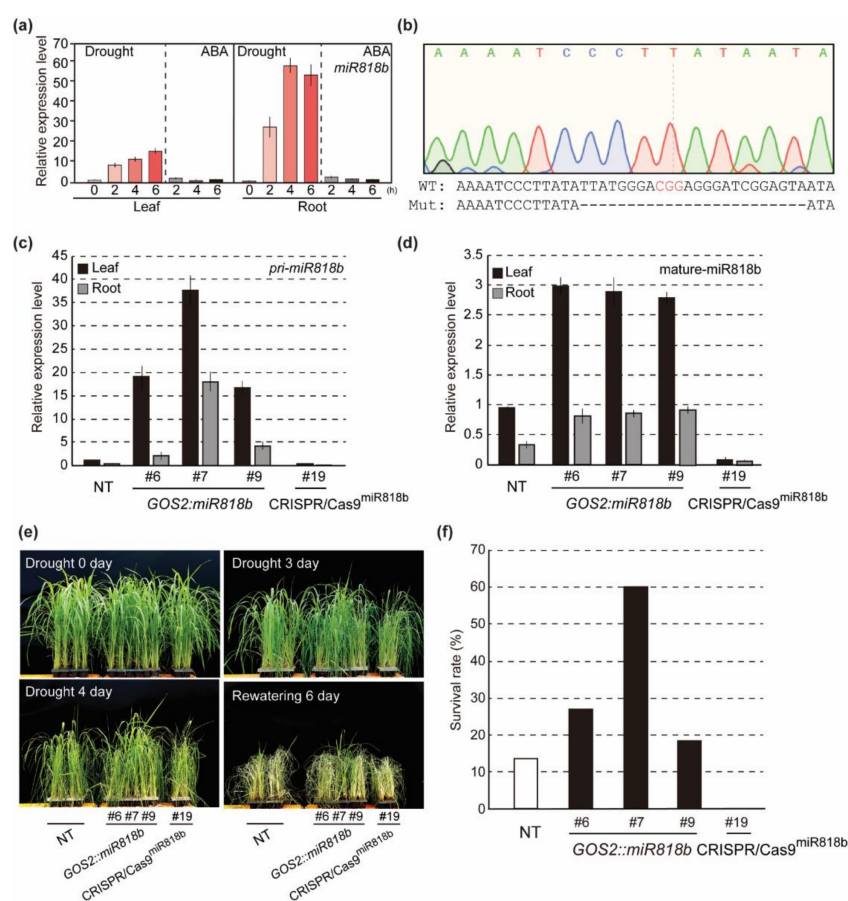 (a)
Relative expression level
70
60
50
40
30
20
10
0
Drought
ABA
Drought
ABA
miR818b
0 2 4 6 2 4 6 0 2 4 6 2 4 6 (h)
Leaf
Root
(b)
A A A A T C C C T T A T A A T A
WT: AAAATCCCTTATATTATGGGACGGAGGGATCGGAGTAATA
Mut: AAAATCCCTTATA-----------------------ATA
(c)
Relative expression level
45
40
35
30
25
20
15
10
5
0
Leaf
Root
pri-miR818b
#6 #7 #9 #19
NT
GOS2:miR818b
CRISPR/Cas9miR818b
(d)
Relative expression level
3.5
3
2.5
2
1.5
1
0.5
0
Leaf
Root
mature-miR818b
#6 #7 #9 #19
NT
GOS2:miR818b
CRISPR/Cas9miR818b
(e)
Drought 0 day
Drought 3 day
Drought 4 day
Rewatering 6 day
NT
#6 #7 #9
GOS2::miR818b
#19
CRISPR/Cas9miR818b
NT
#6 #7 #9
GOS2::miR818b
#19
CRISPR/Cas9miR818b
(f)
Survival rate (%)
70
60
50
40
30
20
10
0
#6 #7 #9 #19
NT
GOS2::miR818b
CRISPR/Cas9miR818b